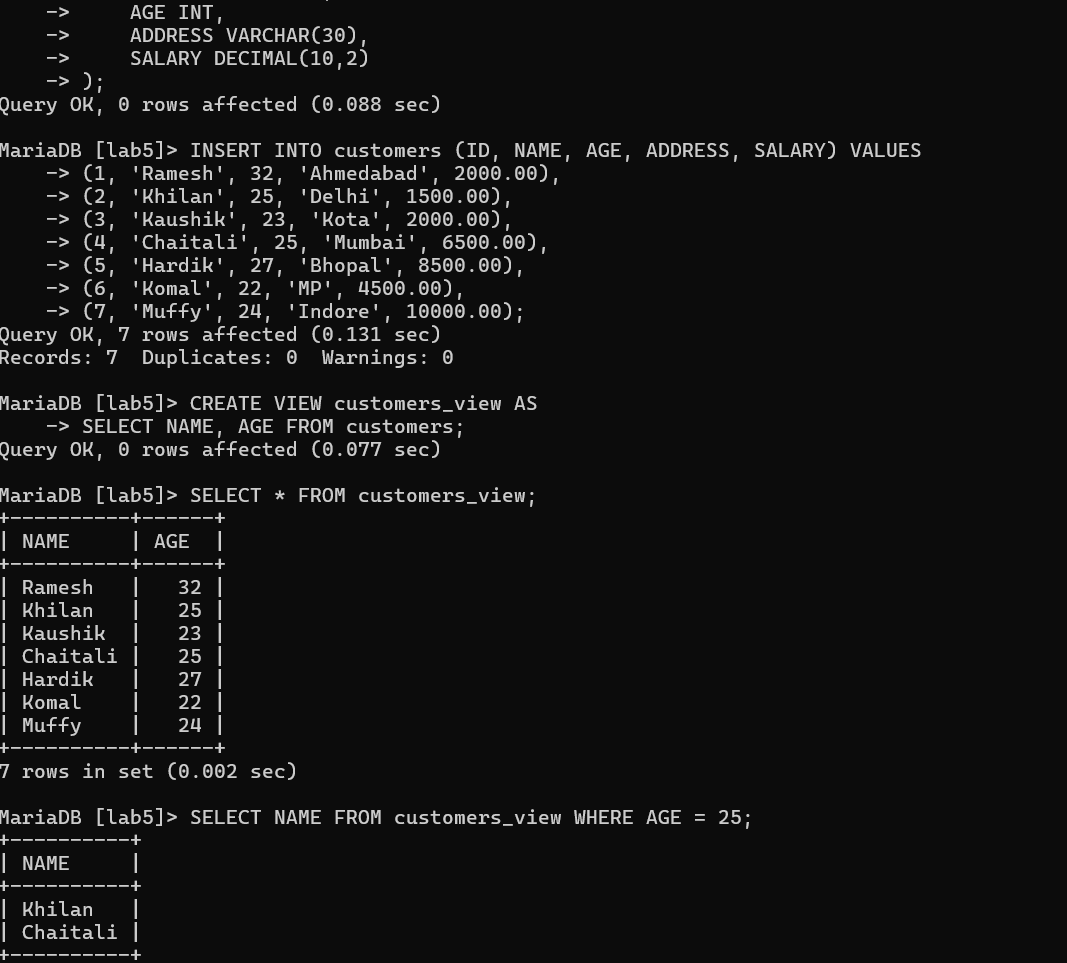 ->     AGE INT,
    ->     ADDRESS VARCHAR(30),
    ->     SALARY DECIMAL(10,2)
    -> );
Query OK, 0 rows affected (0.088 sec)

MariaDB [lab5]> INSERT INTO customers (ID, NAME, AGE, ADDRESS, SALARY) VALUES
    -> (1, 'Ramesh', 32, 'Ahmedabad', 2000.00),
    -> (2, 'Khilan', 25, 'Delhi', 1500.00),
    -> (3, 'Kaushik', 23, 'Kota', 2000.00),
    -> (4, 'Chaitali', 25, 'Mumbai', 6500.00),
    -> (5, 'Hardik', 27, 'Bhopal', 8500.00),
    -> (6, 'Komal', 22, 'MP', 4500.00),
    -> (7, 'Muffy', 24, 'Indore', 10000.00);
Query OK, 7 rows affected (0.131 sec)
Records: 7  Duplicates: 0  Warnings: 0

MariaDB [lab5]> CREATE VIEW customers_view AS
    -> SELECT NAME, AGE FROM customers;
Query OK, 0 rows affected (0.077 sec)

MariaDB [lab5]> SELECT * FROM customers_view;
+----------+------+
| NAME     | AGE  |
+----------+------+
| Ramesh   |   32 |
| Khilan   |   25 |
| Kaushik  |   23 |
| Chaitali |   25 |
| Hardik   |   27 |
| Komal    |   22 |
| Muffy    |   24 |
+----------+------+
7 rows in set (0.002 sec)

MariaDB [lab5]> SELECT NAME FROM customers_view WHERE AGE = 25;
+----------+
| NAME     |
+----------+
| Khilan   |
| Chaitali |
+----------+